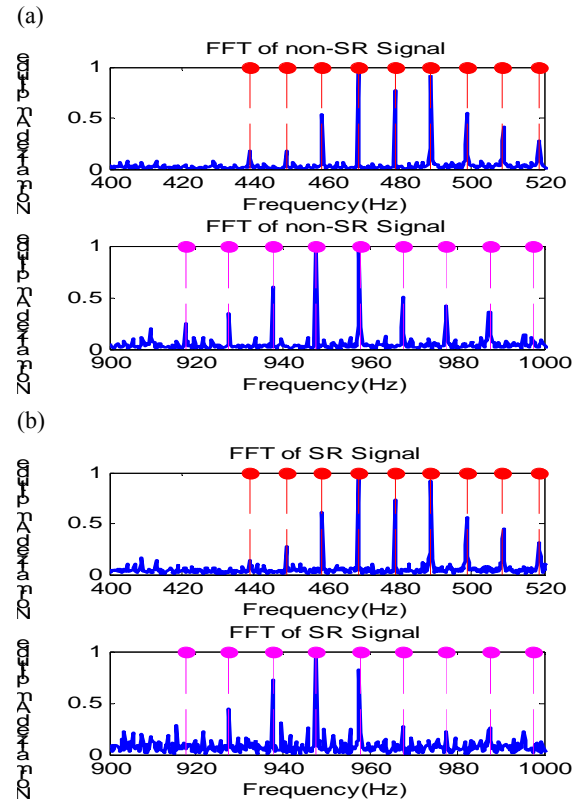 (a)
FFT of non-SR Signal
Normalized Amplitude
1
0.5
0
400 420 440 460 480 500 520
Frequency(Hz)
FFT of non-SR Signal
Normalized Amplitude
1
0.5
0
900 920 940 960 980 1000
Frequency(Hz)
(b)
FFT of SR Signal
Normalized Amplitude
1
0.5
0
400 420 440 460 480 500 520
Frequency(Hz)
FFT of SR Signal
Normalized Amplitude
1
0.5
0
900 920 940 960 980 1000
Frequency(Hz)